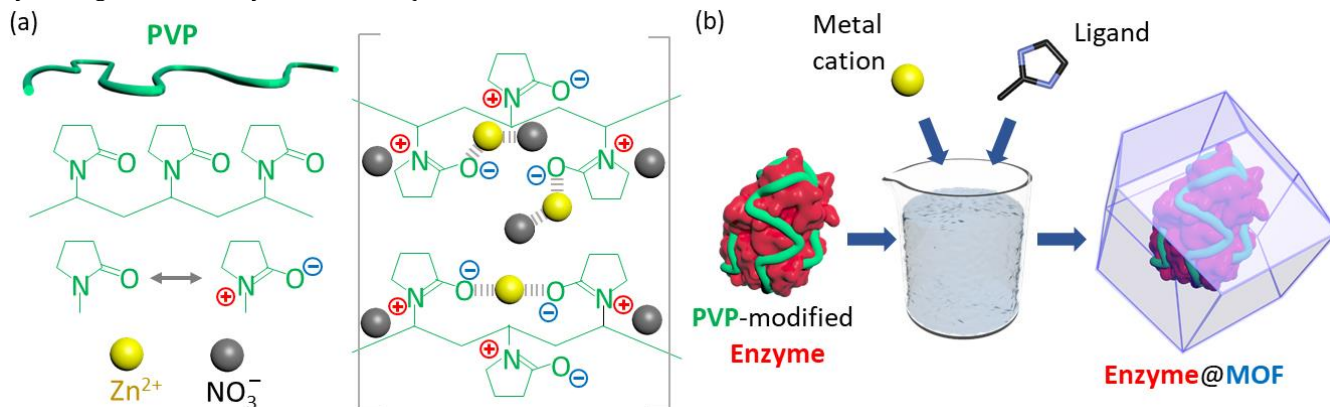 (a)
PVP
O O O
N N N
N O N O
⊕ ⊖
Zn²⁺
NO₃⁻
⊖
N O
⊕
⊕ ⊕
N O O N
⊖ ⊖
⊖ ⊖
N O O N
⊕ ⊕
⊕ N O
⊖
(b)
Metal
cation
Ligand
PVP-modified
Enzyme
Enzyme@MOF